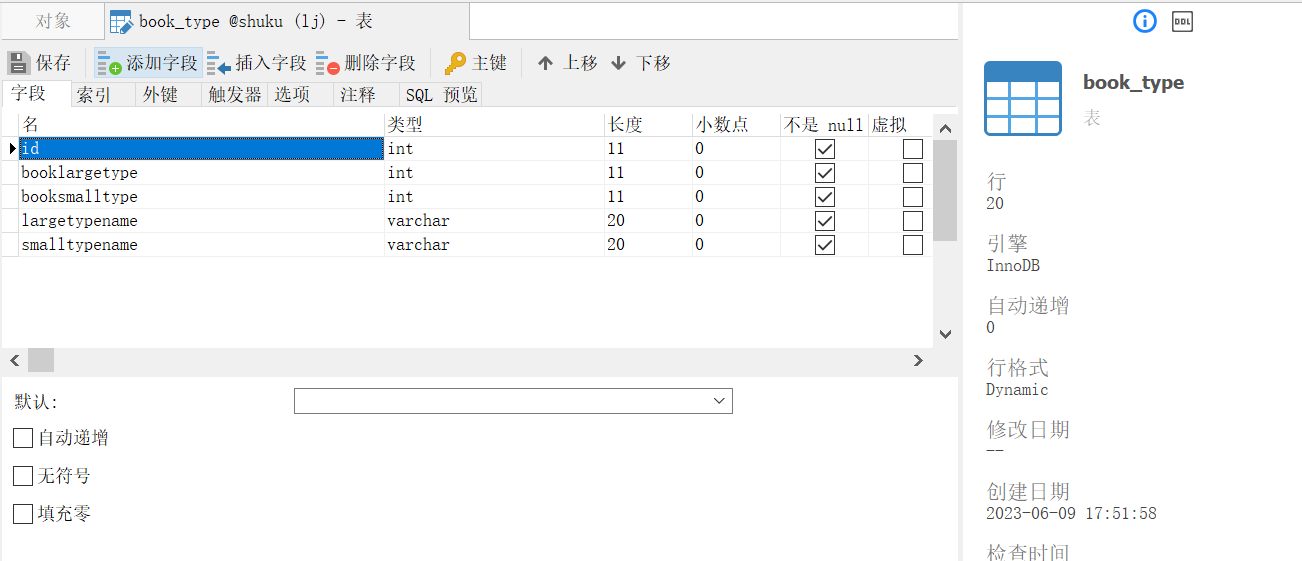 对象
book_type @shuku (lj) - 表
保存 添加字段 插入字段 删除字段 主键 上移 下移
字段 索引 外键 触发器 选项 注释 SQL 预览
名 类型 长度 小数点 不是 null 虚拟
id int 11 0
booklargetype int 11 0
booksmalltype int 11 0
largetypename varchar 20 0
smalltypename varchar 20 0
默认:
自动递增
无符号
填充零
DDL
book_type
表
行
20
引擎
InnoDB
自动递增
0
行格式
Dynamic
修改日期
--
创建日期
2023-06-09 17:51:58
检查时间